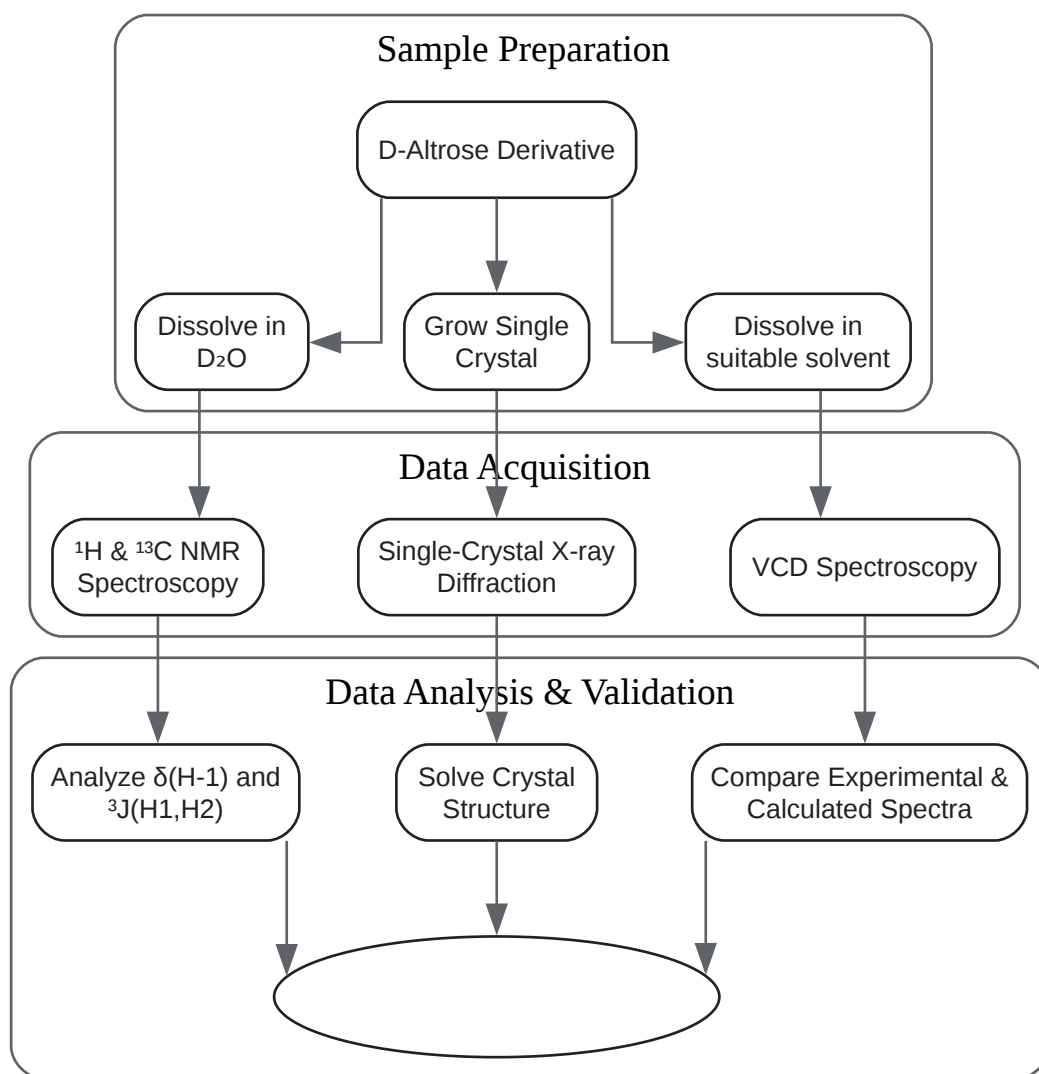 Sample Preparation
D-Altrose Derivative
Dissolve in
D₂O
Grow Single
Crystal
Dissolve in
suitable solvent
Data Acquisition
¹H & ¹³C NMR
Spectroscopy
Single-Crystal X-ray
Diffraction
VCD Spectroscopy
Data Analysis & Validation
Analyze δ(H-1) and
³J(H1,H2)
Solve Crystal
Structure
Compare Experimental &
Calculated Spectra